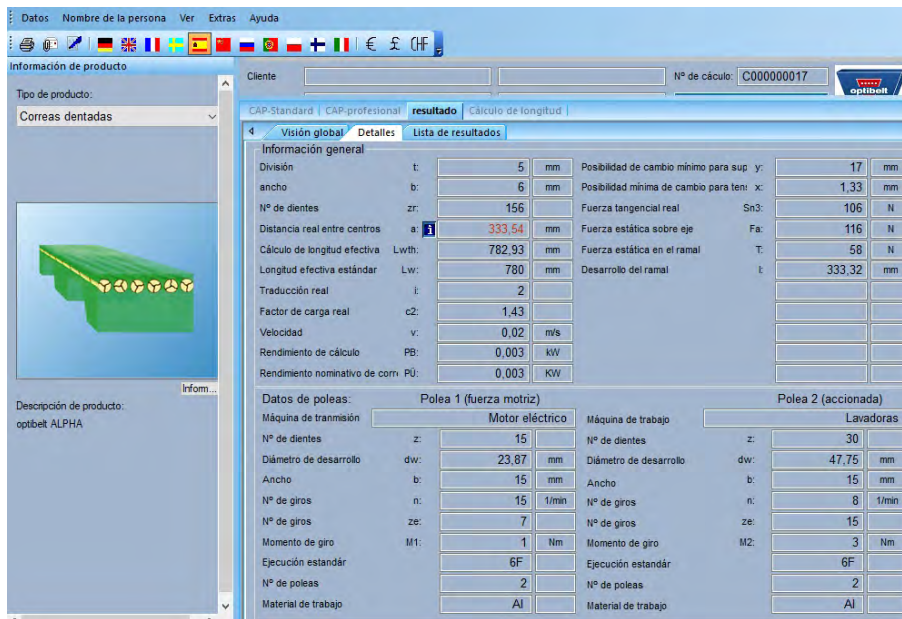 Datos Nombre de la persona Ver Extras Ayuda
€ £ CHF
Información de producto
Tipo de producto:
Correas dentadas
Inform...
Descripción de producto:
optibelt ALPHA
Cliente Nº de cálculo: C000000017
optibelt
CAP-Standard CAP-profesional resultado Cálculo de longitud
Visión global Detalles Lista de resultados
Información general
División t: 5 mm Posibilidad de cambio mínimo para sup y: 17 mm
ancho b: 6 mm Posibilidad mínima de cambio para ten: x: 1,33 mm
Nº de dientes zr: 156 Fuerza tangencial real Sn3: 106 N
Distancia real entre centros a: i 333,54 mm Fuerza estática sobre eje Fa: 116 N
Cálculo de longitud efectiva Lwth: 782,93 mm Fuerza estática en el ramal T: 58 N
Longitud efectiva estándar Lw: 780 mm Desarrollo del ramal l: 333,32 mm
Traducción real i: 2
Factor de carga real c2: 1,43
Velocidad v: 0,02 m/s
Rendimiento de cálculo PB: 0,003 kW
Rendimiento nominativo de corr PÜ: 0,003 KW
Datos de poleas: Polea 1 (fuerza motriz) Polea 2 (accionada)
Máquina de tranmisión Motor eléctrico Máquina de trabajo Lavadoras
Nº de dientes z: 15 Nº de dientes z: 30
Diámetro de desarrollo dw: 23,87 mm Diámetro de desarrollo dw: 47,75 mm
Ancho b: 15 mm Ancho b: 15 mm
Nº de giros n: 15 1/min Nº de giros n: 8 1/min
Nº de giros ze: 7 Nº de giros ze: 15
Momento de giro M1: 1 Nm Momento de giro M2: 3 Nm
Ejecución estandár 6F Ejecución estandár 6F
Nº de poleas 2 Nº de poleas 2
Material de trabajo Al Material de trabajo Al